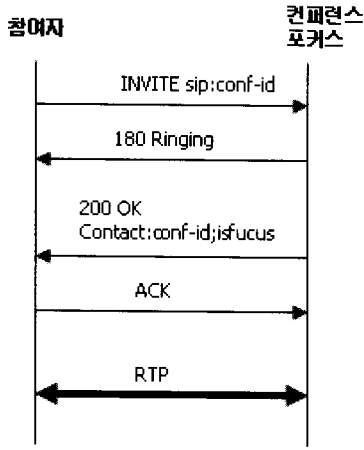 참여자
컨퍼런스
포커스
INVITE sip:conf-id
180 Ringing
200 OK
Contact:conf-id;isfucus
ACK
RTP